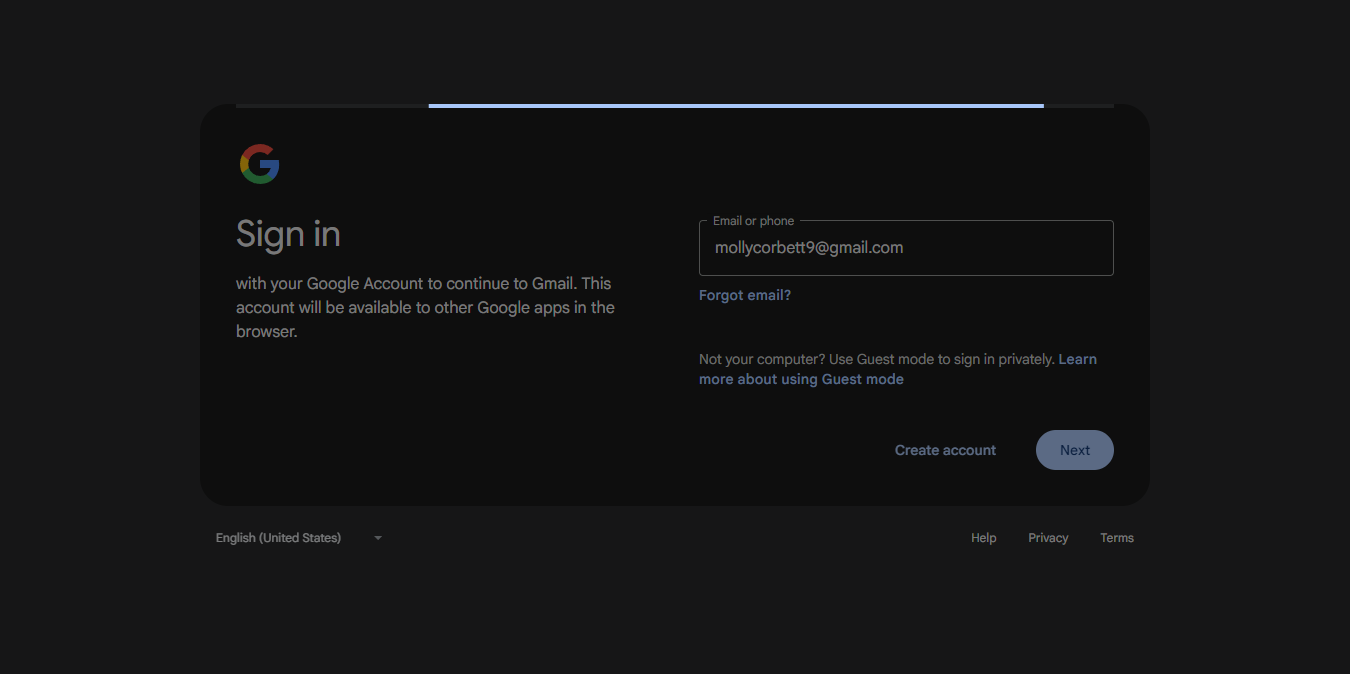 Sign in
with your Google Account to continue to Gmail. This
account will be available to other Google apps in the
browser.
Email or phone
mollycorbett9@gmail.com
Forgot email?
Not your computer? Use Guest mode to sign in privately. Learn
more about using Guest mode
Create account
Next
English (United States)
Help
Privacy
Terms